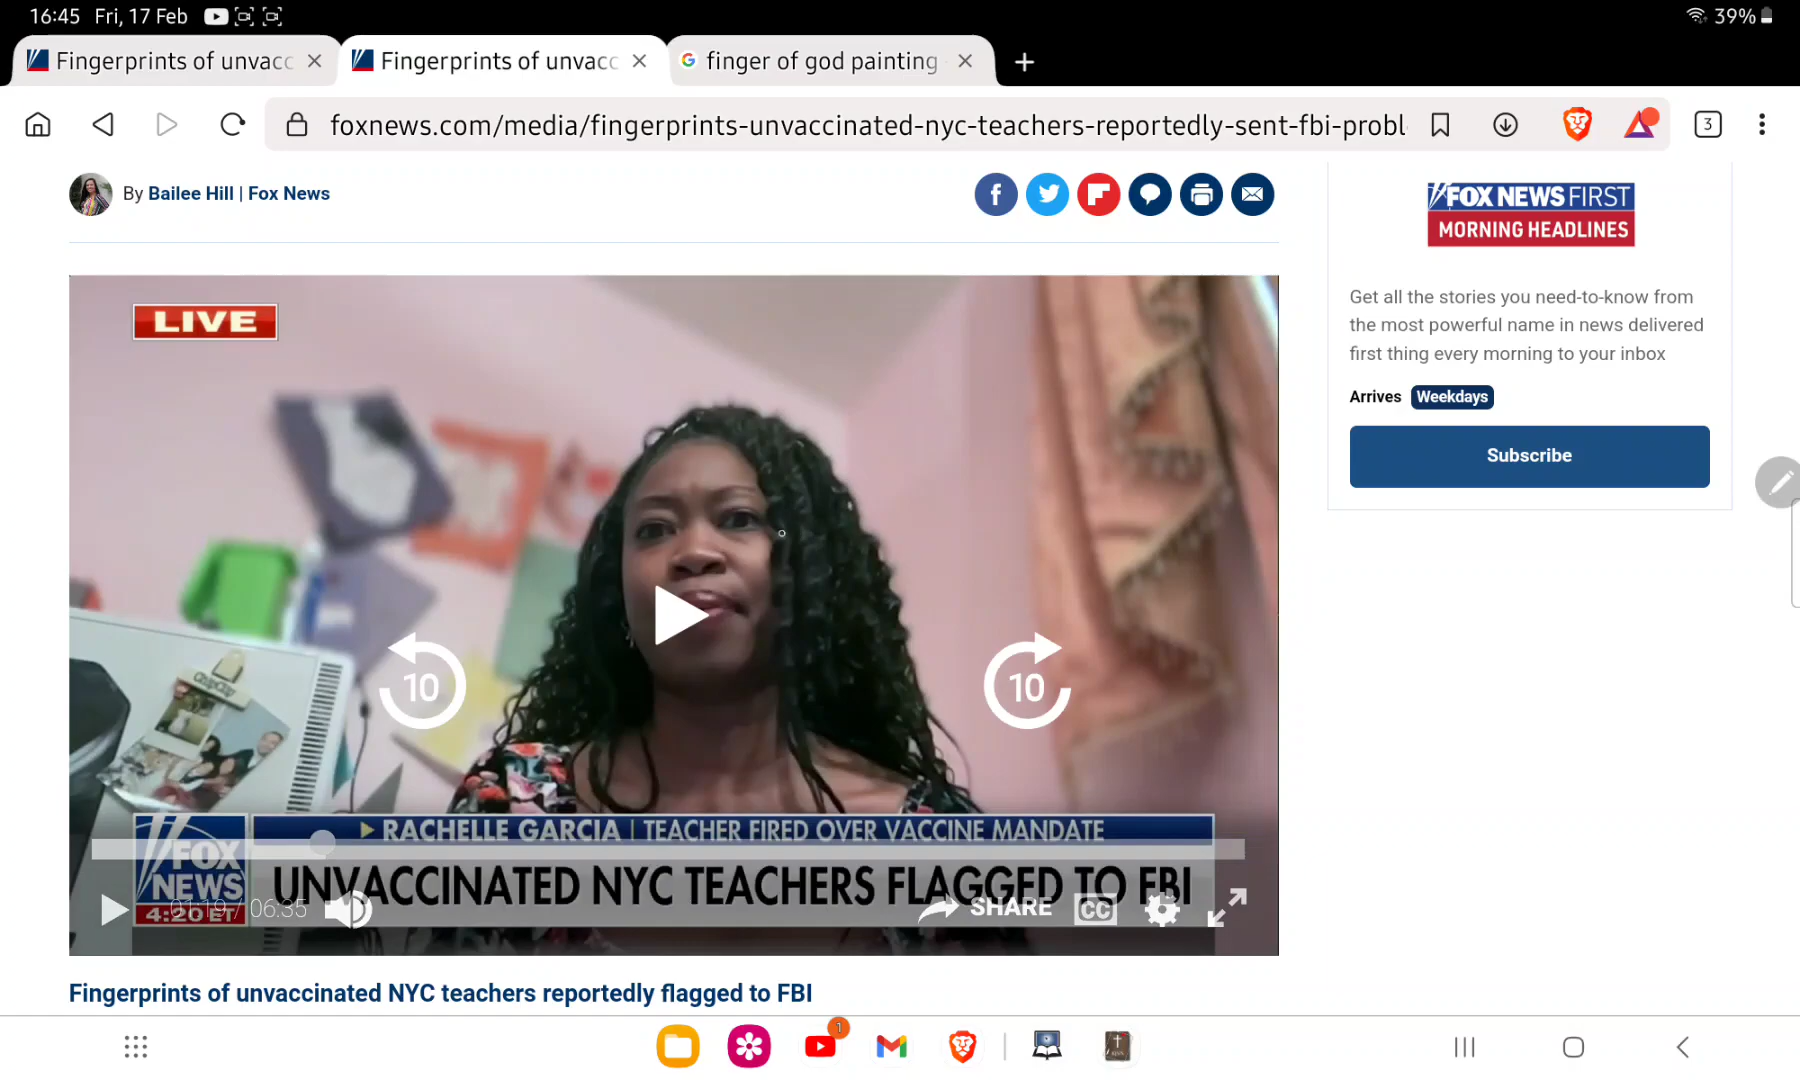 16:45 Fri, 17 Feb
39%
Fingerprints of unvacc
Fingerprints of unvacc
finger of god painting
foxnews.com/media/fingerprints-unvaccinated-nyc-teachers-reportedly-sent-fbi-probl
3
By Bailee Hill | Fox News
FOX NEWS FIRST
MORNING HEADLINES
Get all the stories you need-to-know from
the most powerful name in news delivered
first thing every morning to your inbox
Arrives Weekdays
Subscribe
LIVE
10
10
RACHELLE GARCIA | TEACHER FIRED OVER VACCINE MANDATE
FOX
NEWS
UNVACCINATED NYC TEACHERS FLAGGED TO FBI
4:20 ET
01:19 / 06:35
SHARE
CC
Fingerprints of unvaccinated NYC teachers reportedly flagged to FBI
1